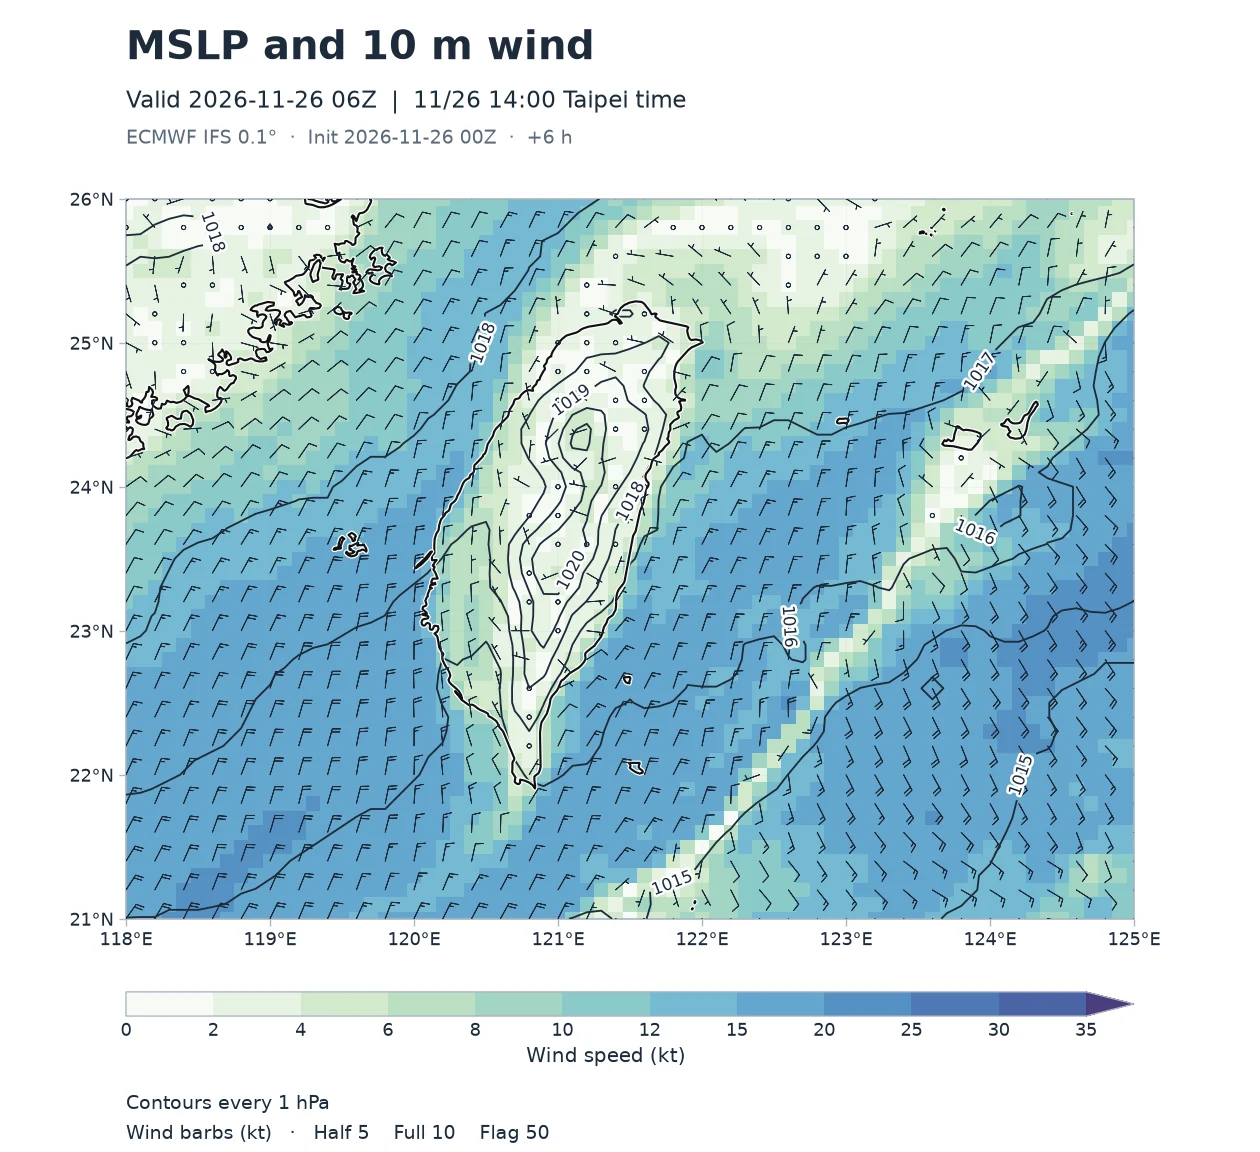 MSLP and 10 m wind
Valid 2026-11-26 06Z | 11/26 14:00 Taipei time
ECMWF IFS 0.1° · Init 2026-11-26 00Z · +6 h
26°N
25°N
24°N
23°N
22°N
21°N
1018
1018
1019
1017
1018
1016
1020
1016
1015
1015
118°E 119°E 120°E 121°E 122°E 123°E 124°E 125°E
0 2 4 6 8 10 12 15 20 25 30 35
Wind speed (kt)
Contours every 1 hPa
Wind barbs (kt) · Half 5 Full 10 Flag 50